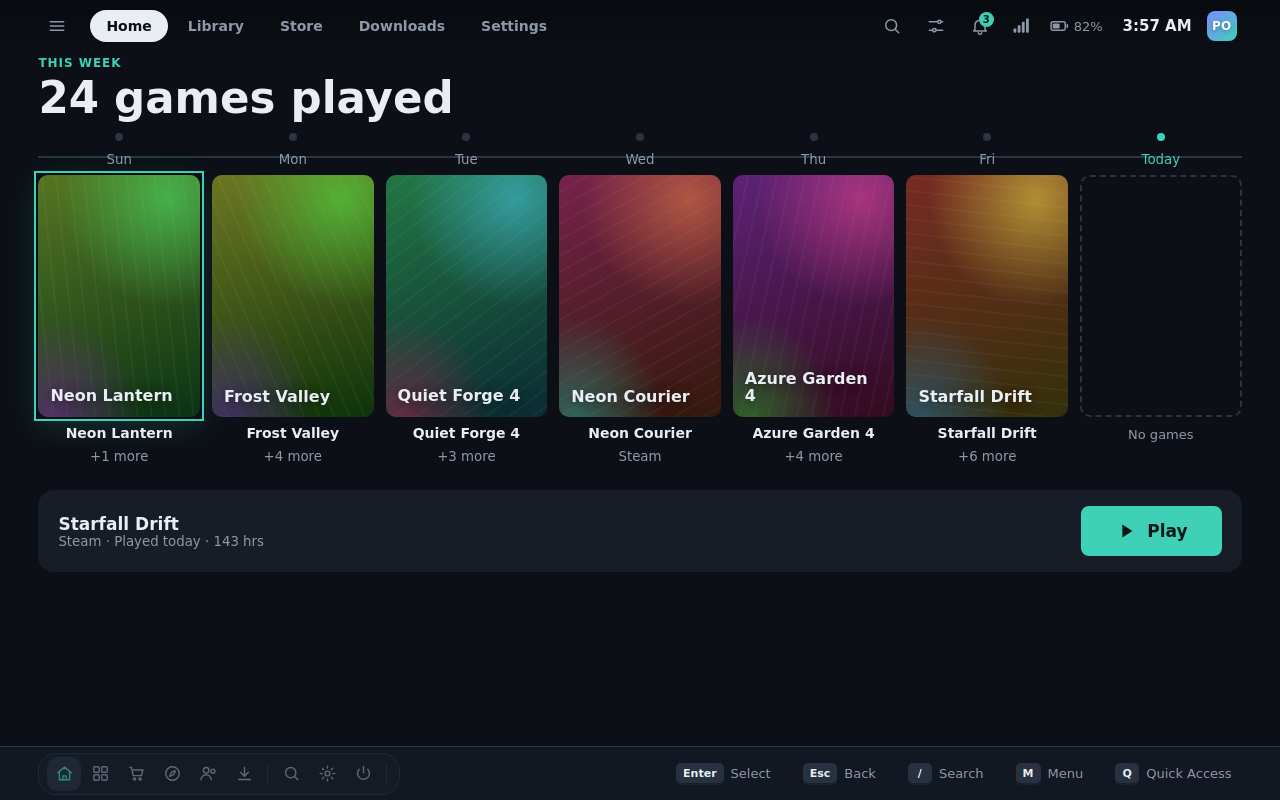 Home Library Store Downloads Settings 3 82% 3:57 AM PO
THIS WEEK
24 games played
Sun Mon Tue Wed Thu Fri Today
Neon Lantern
Frost Valley
Quiet Forge 4
Neon Courier
Azure Garden
4
Starfall Drift
Neon Lantern Frost Valley Quiet Forge 4 Neon Courier Azure Garden 4 Starfall Drift No games
+1 more +4 more +3 more Steam +4 more +6 more
Starfall Drift
Steam · Played today · 143 hrs
Play
Enter Select Esc Back / Search M Menu Q Quick Access